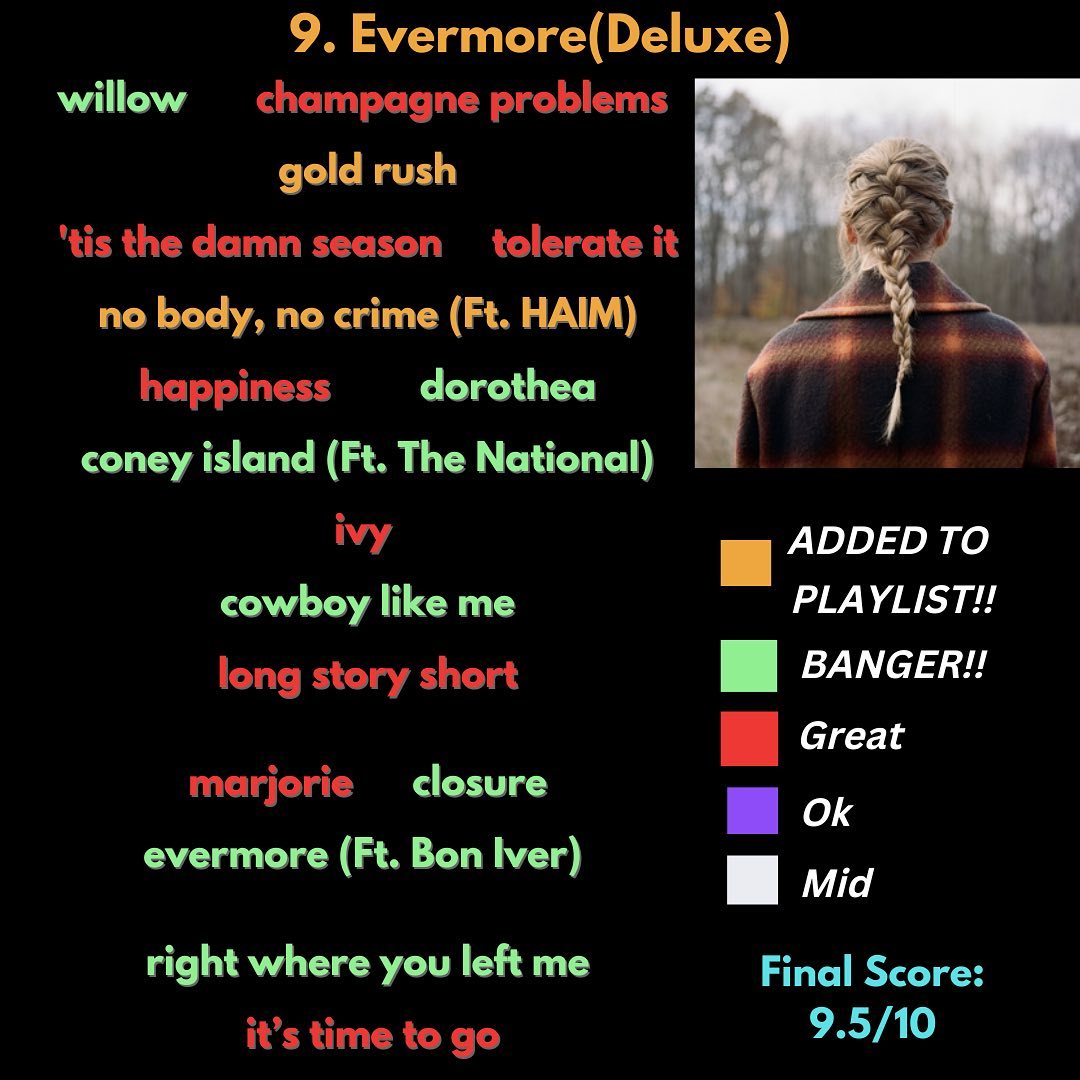 9. Evermore(Deluxe)
willow champagne problems
gold rush
'tis the damn season tolerate it
no body, no crime (Ft. HAIM)
happiness dorothea
coney island (Ft. The National)
ivy
cowboy like me
long story short
marjorie closure
evermore (Ft. Bon Iver)
right where you left me
it’s time to go
ADDED TO
PLAYLIST!!
BANGER!!
Great
Ok
Mid
Final Score:
9.5/10